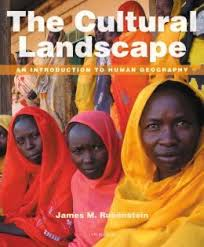 The Cultural
Landscape
AN INTRODUCTION TO HUMAN GEOGRAPHY
James M. Rubenstein